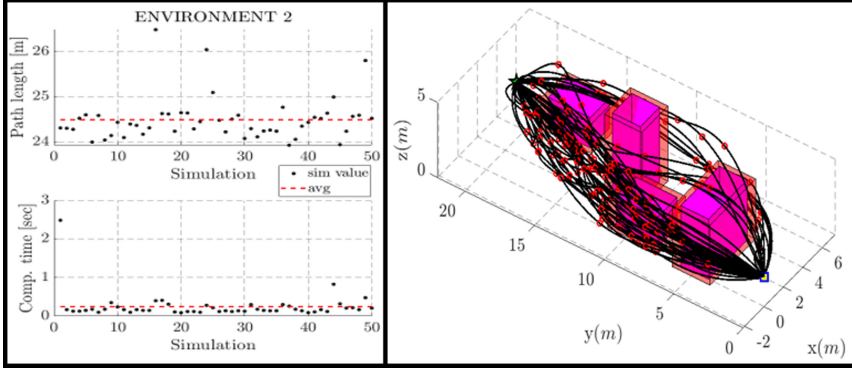 ENVIRONMENT 2
Path length [m]
26
25
24
0 10 20 30 40 50
Simulation
sim value
avg
Comp. time [sec]
3
2
1
0
0 10 20 30 40 50
Simulation
z(m)
5
0
20
15
10
5
0
y(m)
-2
0
2
4
6
x(m)